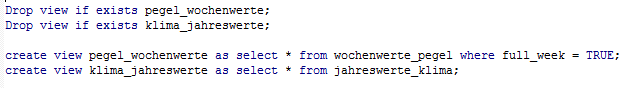 Drop view if exists pegel_wochenwerte;
Drop view if exists klima_jahreswerte;
create view pegel_wochenwerte as select * from wochenwerte_pegel where full_week = TRUE;
create view klima_jahreswerte as select * from jahreswerte_klima;